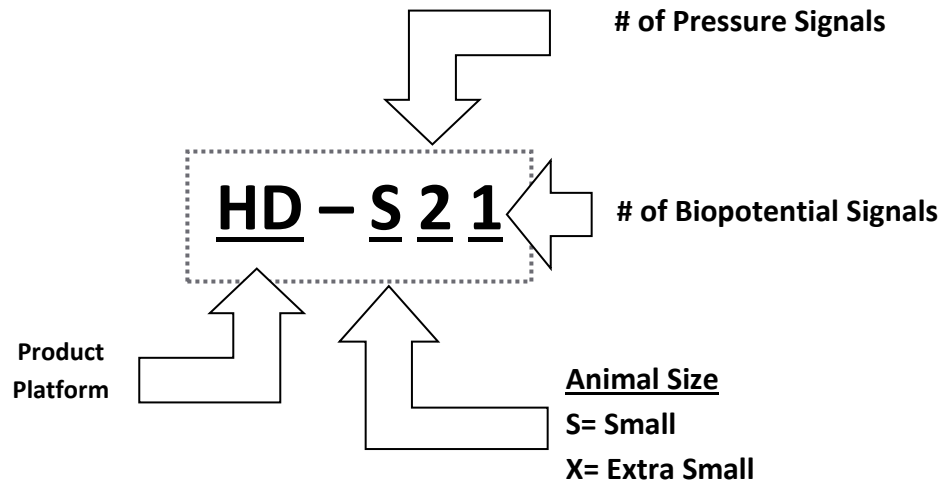 # of Pressure Signals
HD – S 2 1
# of Biopotential Signals
Product
Platform
Animal Size
S= Small
X= Extra Small